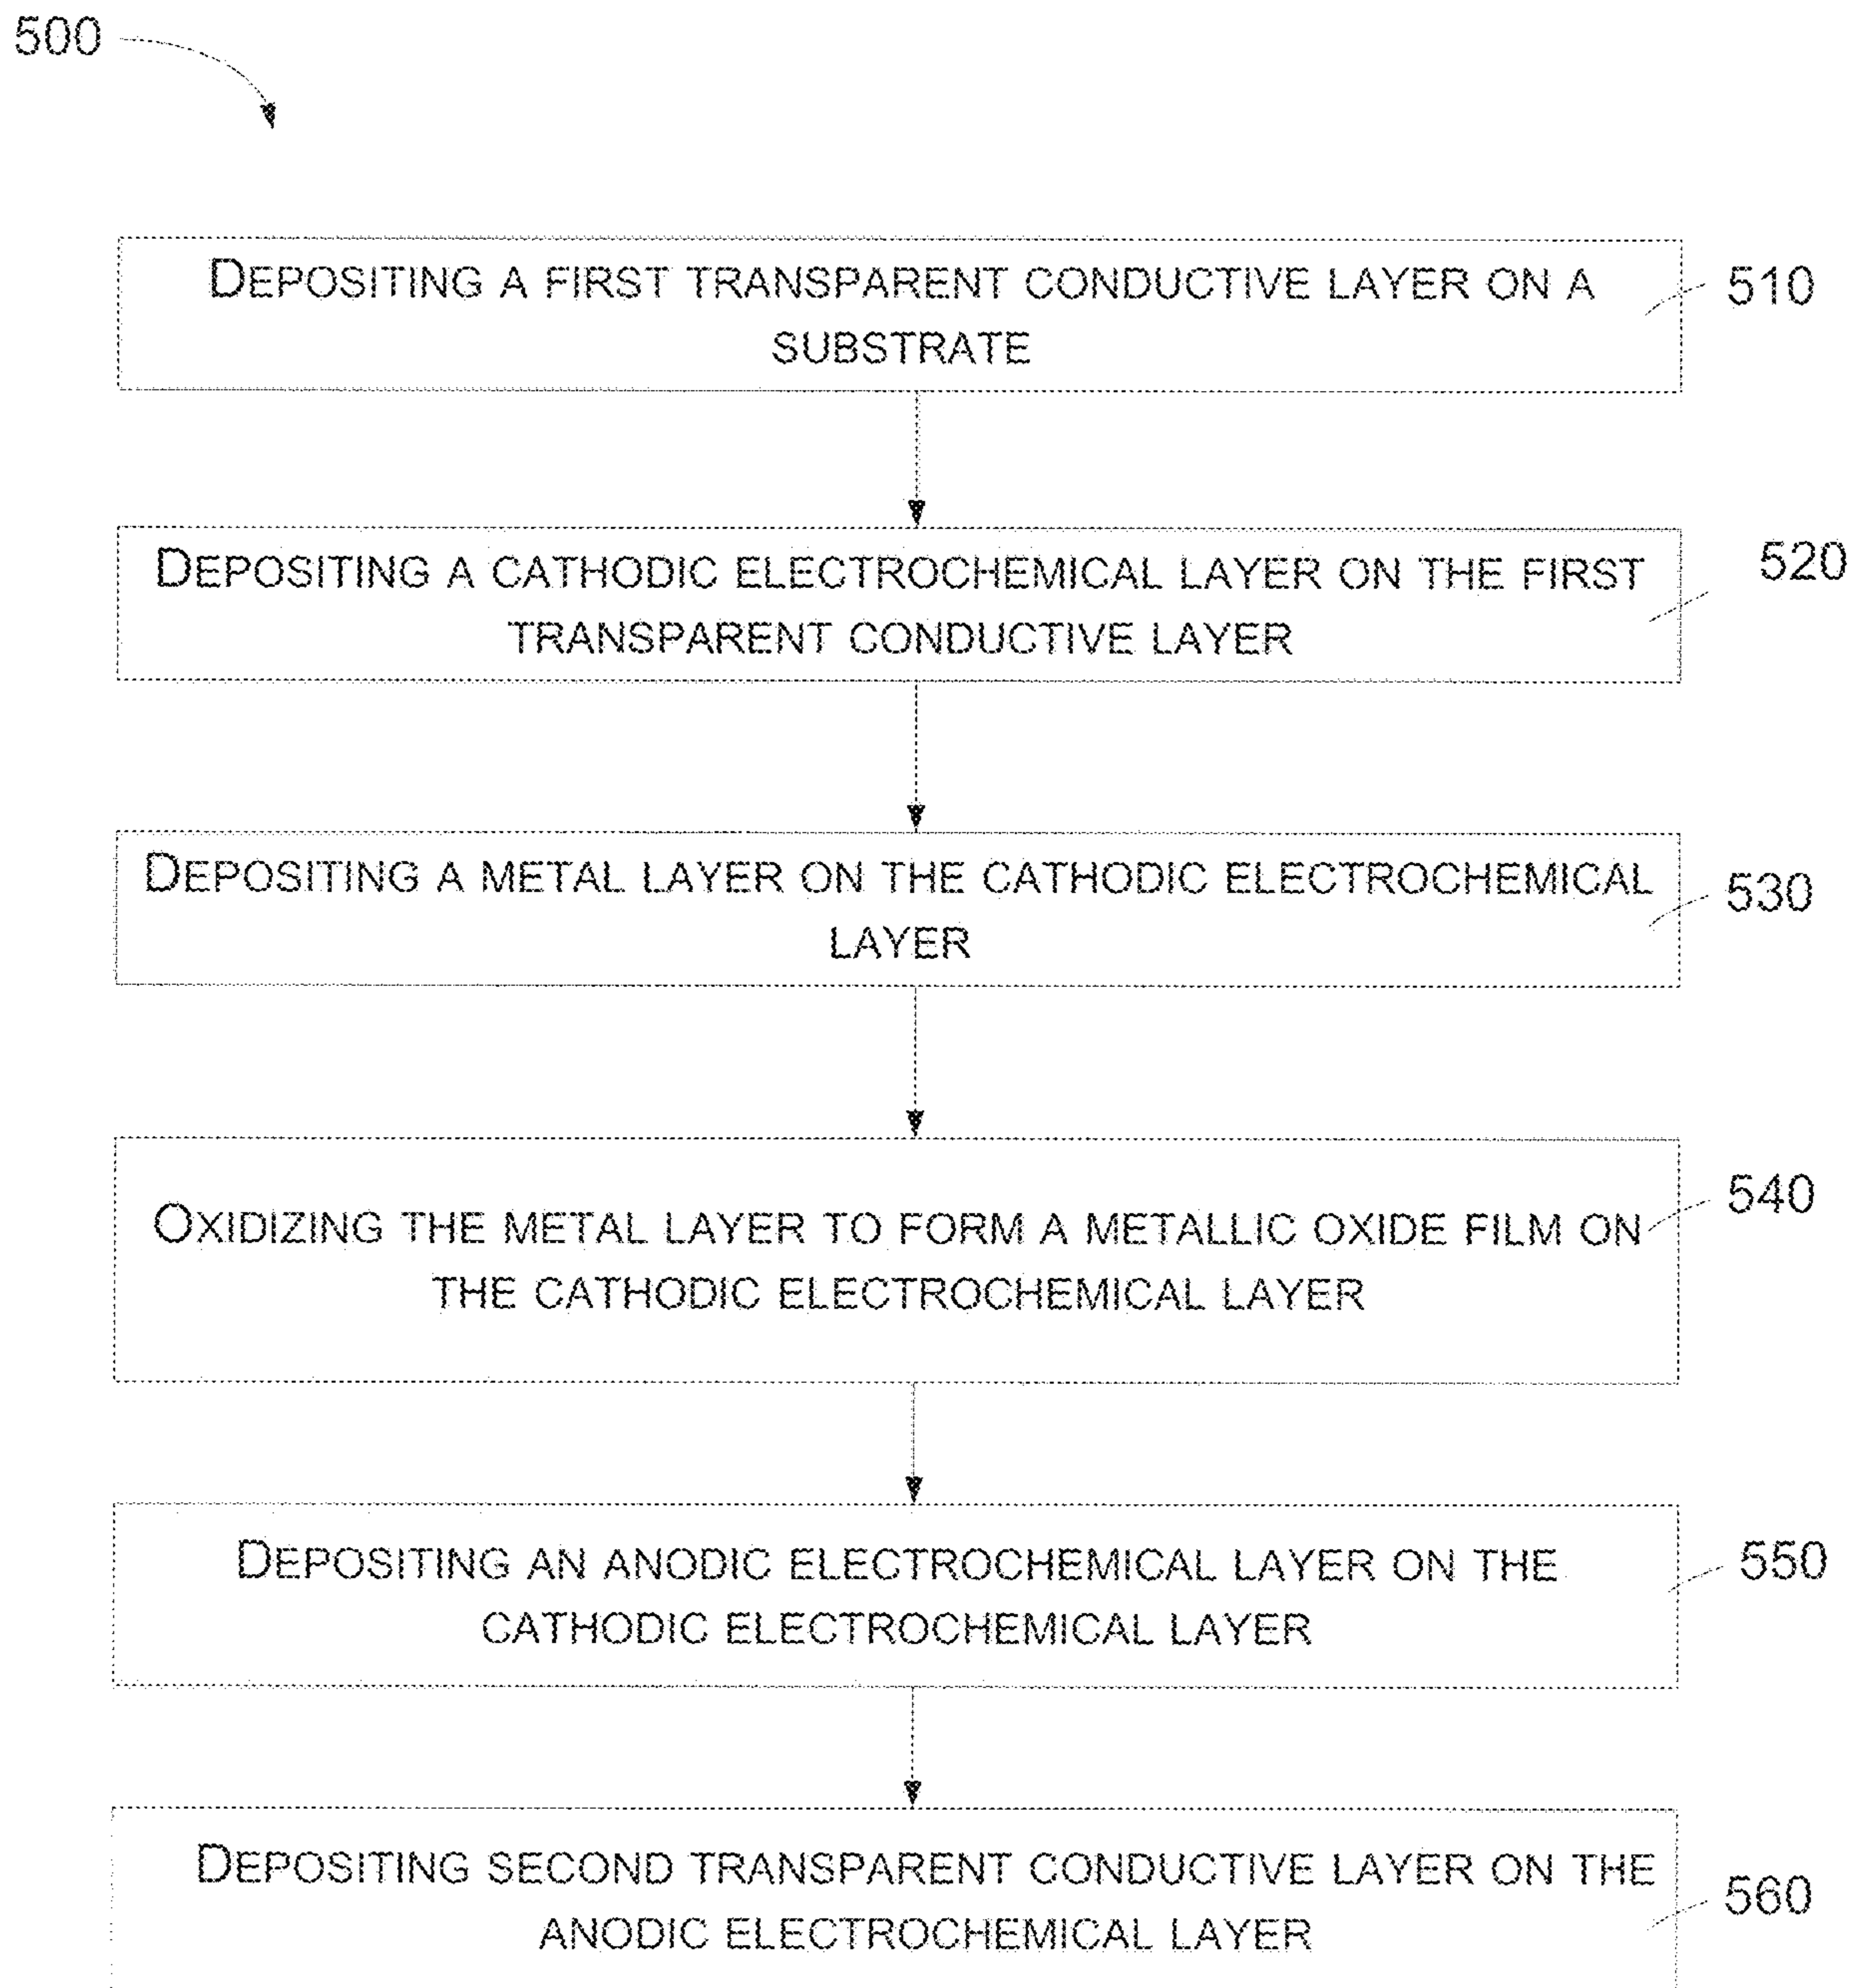 500
DEPOSITING A FIRST TRANSPARENT CONDUCTIVE LAYER ON A
SUBSTRATE
510
DEPOSITING A CATHODIC ELECTROCHEMICAL LAYER ON THE FIRST
TRANSPARENT CONDUCTIVE LAYER
520
DEPOSITING A METAL LAYER ON THE CATHODIC ELECTROCHEMICAL
LAYER
530
OXIDIZING THE METAL LAYER TO FORM A METALLIC OXIDE FILM ON
THE CATHODIC ELECTROCHEMICAL LAYER
540
DEPOSITING AN ANODIC ELECTROCHEMICAL LAYER ON THE
CATHODIC ELECTROCHEMICAL LAYER
550
DEPOSITING SECOND TRANSPARENT CONDUCTIVE LAYER ON THE
ANODIC ELECTROCHEMICAL LAYER
560